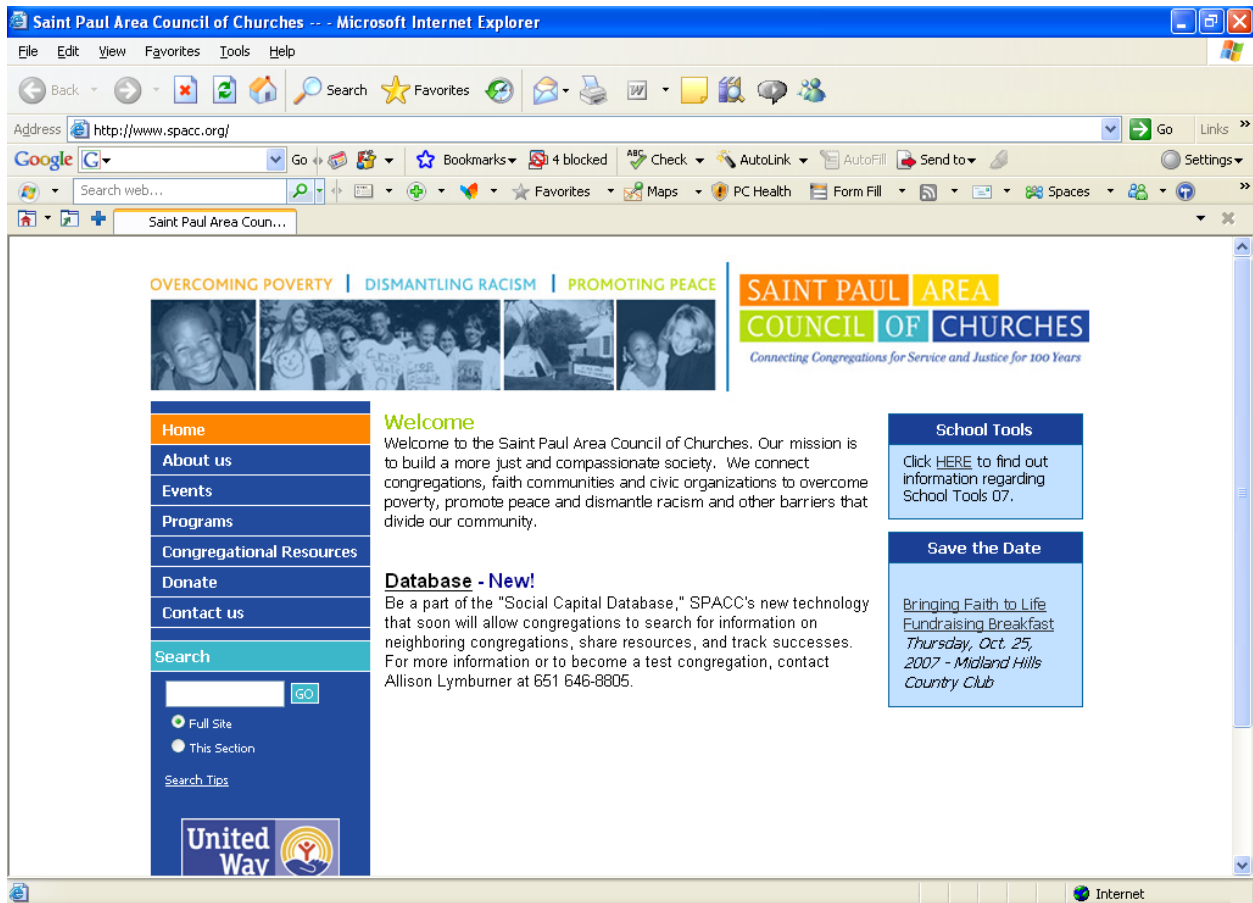 Saint Paul Area Council of Churches -- - Microsoft Internet Explorer
File Edit View Favorites Tools Help
Back Search Favorites
Address http://www.spacc.org/ Go Links »
Google G Go Bookmarks 4 blocked ABC Check AutoLink AutoFill Send to Settings
Search web... Favorites Maps PC Health Form Fill Spaces »
Saint Paul Area Coun...
OVERCOMING POVERTY | DISMANTLING RACISM | PROMOTING PEACE
SAINT PAUL AREA
COUNCIL OF CHURCHES
Connecting Congregations for Service and Justice for 100 Years
Home
About us
Events
Programs
Congregational Resources
Donate
Contact us
Search
GO
Full Site
This Section
Search Tips
United
Way
Welcome
Welcome to the Saint Paul Area Council of Churches. Our mission is
to build a more just and compassionate society. We connect
congregations, faith communities and civic organizations to overcome
poverty, promote peace and dismantle racism and other barriers that
divide our community.
Database - New!
Be a part of the "Social Capital Database," SPACC's new technology
that soon will allow congregations to search for information on
neighboring congregations, share resources, and track successes.
For more information or to become a test congregation, contact
Allison Lymburner at 651 646-8805.
School Tools
Click HERE to find out
information regarding
School Tools 07.
Save the Date
Bringing Faith to Life
Fundraising Breakfast
Thursday, Oct. 25,
2007 - Midland Hills
Country Club
Internet